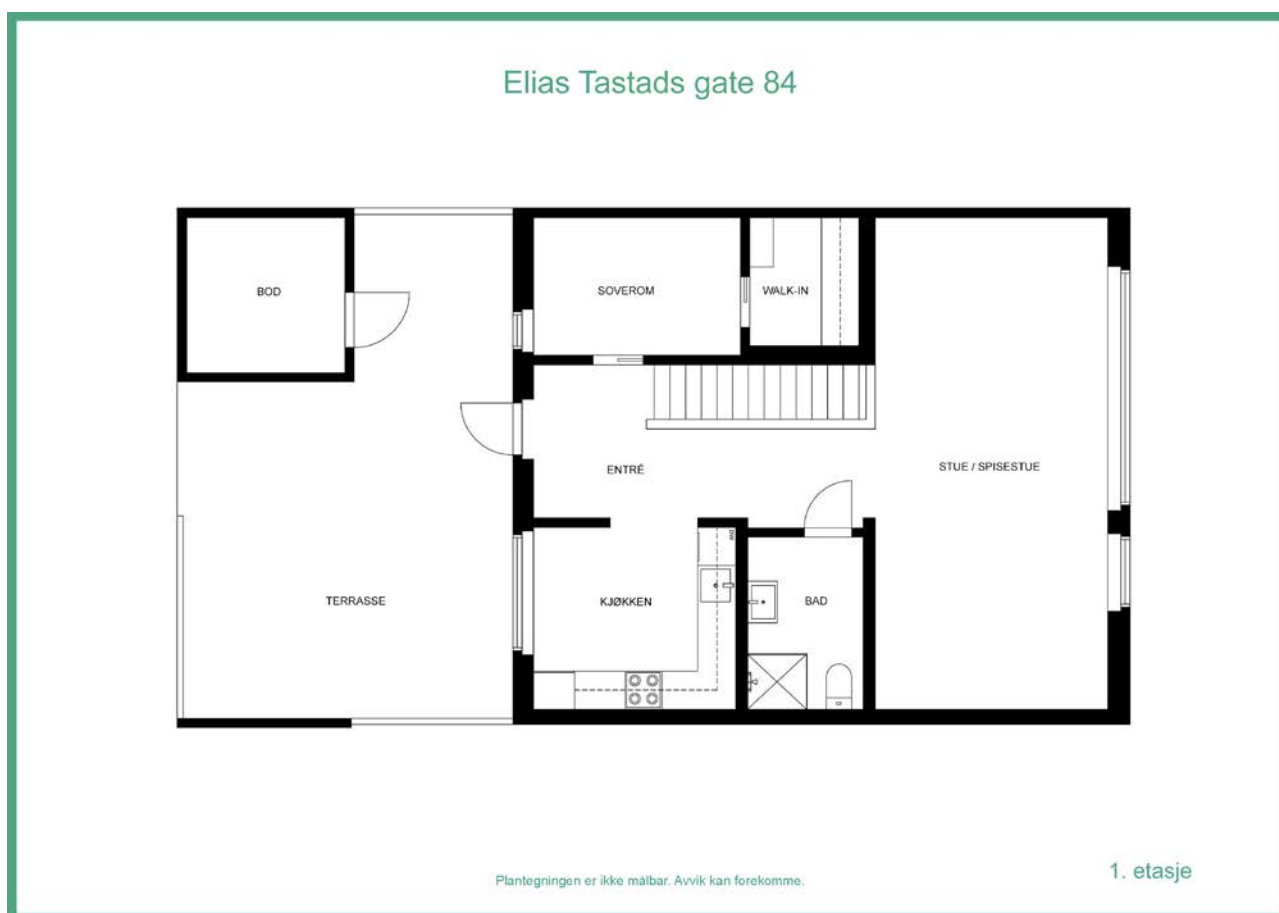 Elias Tastads gate 84
BOD
SOVEROM
WALK-IN
ENTRÉ
STUE / SPISESTUE
TERRASSE
KJØKKEN
BAD
DW
1. etasje
Plantegningen er ikke målbar. Avvik kan forekomme.